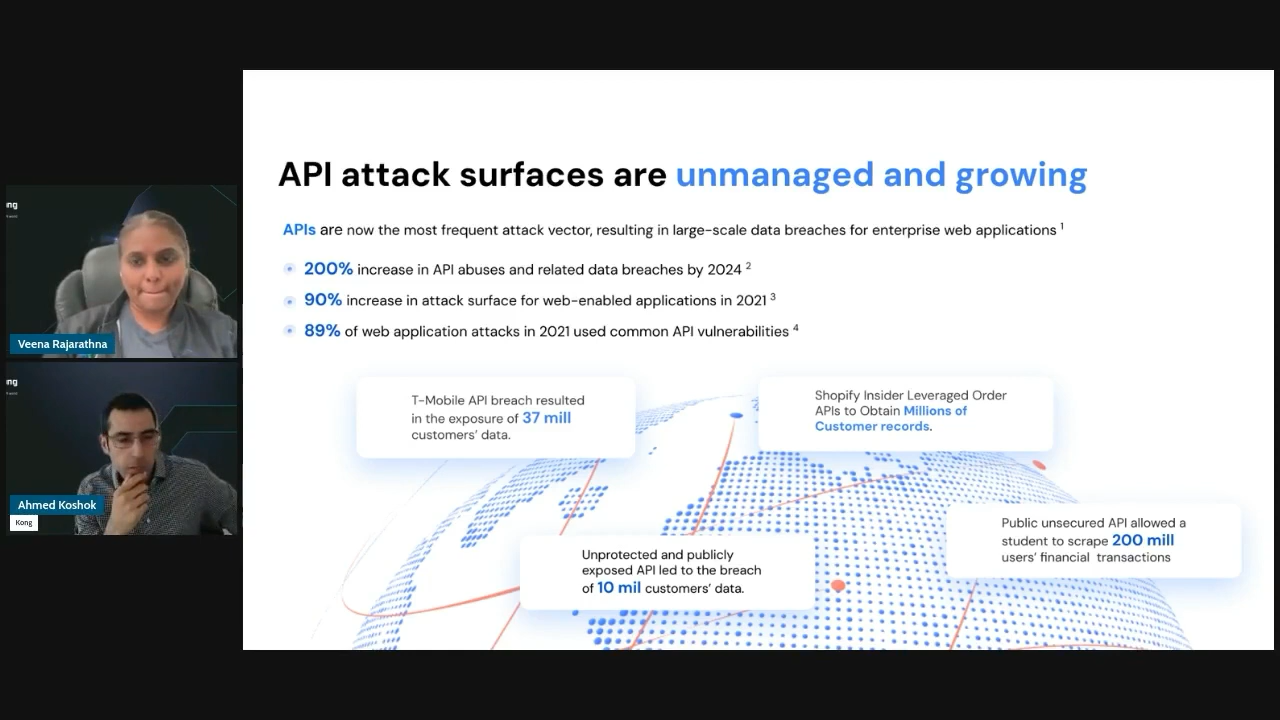 API attack surfaces are unmanaged and growing
APIs are now the most frequent attack vector, resulting in large-scale data breaches for enterprise web applications 1
200% increase in API abuses and related data breaches by 2024 2
90% increase in attack surface for web-enabled applications in 2021 3
89% of web application attacks in 2021 used common API vulnerabilities 4
T-Mobile API breach resulted
in the exposure of 37 mill
customers’ data.
Shopify Insider Leveraged Order
APIs to Obtain Millions of
Customer records.
Unprotected and publicly
exposed API led to the breach
of 10 mil customers’ data.
Public unsecured API allowed a
student to scrape 200 mill
users’ financial transactions
ong
Veena Rajarathna
ong
Ahmed Koshok
Kong